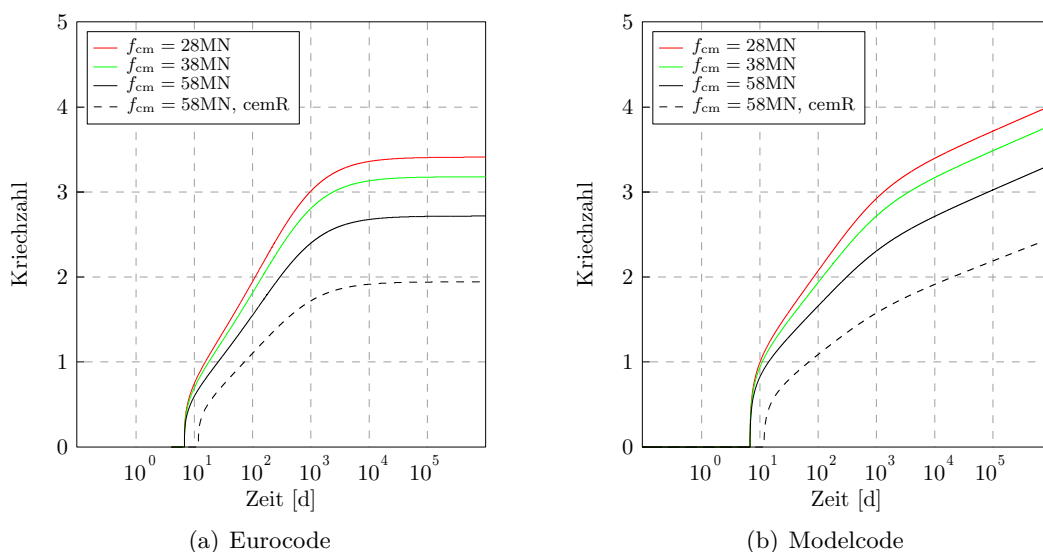 5
4
3
2
1
0
Kriechzahl
f_cm = 28MN
f_cm = 38MN
f_cm = 58MN
f_cm = 58MN, cemR
10^0 10^1 10^2 10^3 10^4 10^5
Zeit [d]
(a) Eurocode
5
4
3
2
1
0
Kriechzahl
f_cm = 28MN
f_cm = 38MN
f_cm = 58MN
f_cm = 58MN, cemR
10^0 10^1 10^2 10^3 10^4 10^5
Zeit [d]
(b) Modelcode